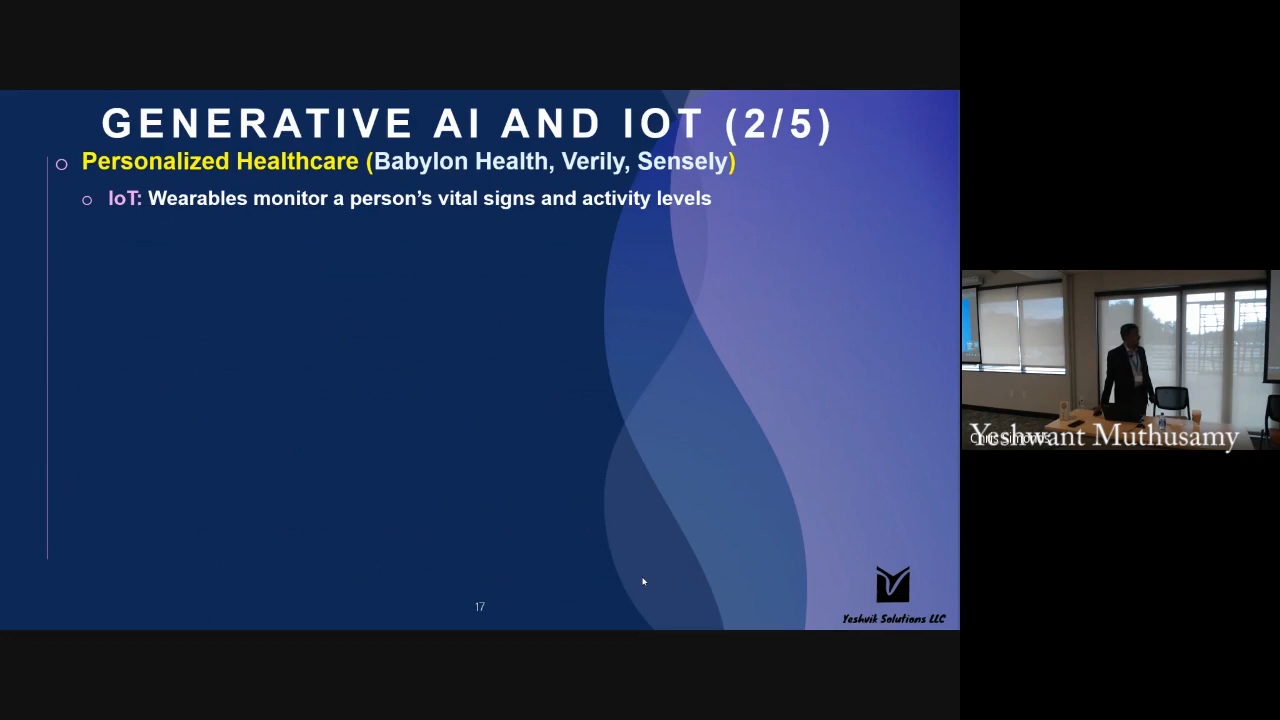 GENERATIVE AI AND IOT (2/5)
Personalized Healthcare (Babylon Health, Verily, Sensely)
IoT: Wearables monitor a person's vital signs and activity levels
17
Yeshvik Solutions LLC
Yeshwant Muthusamy